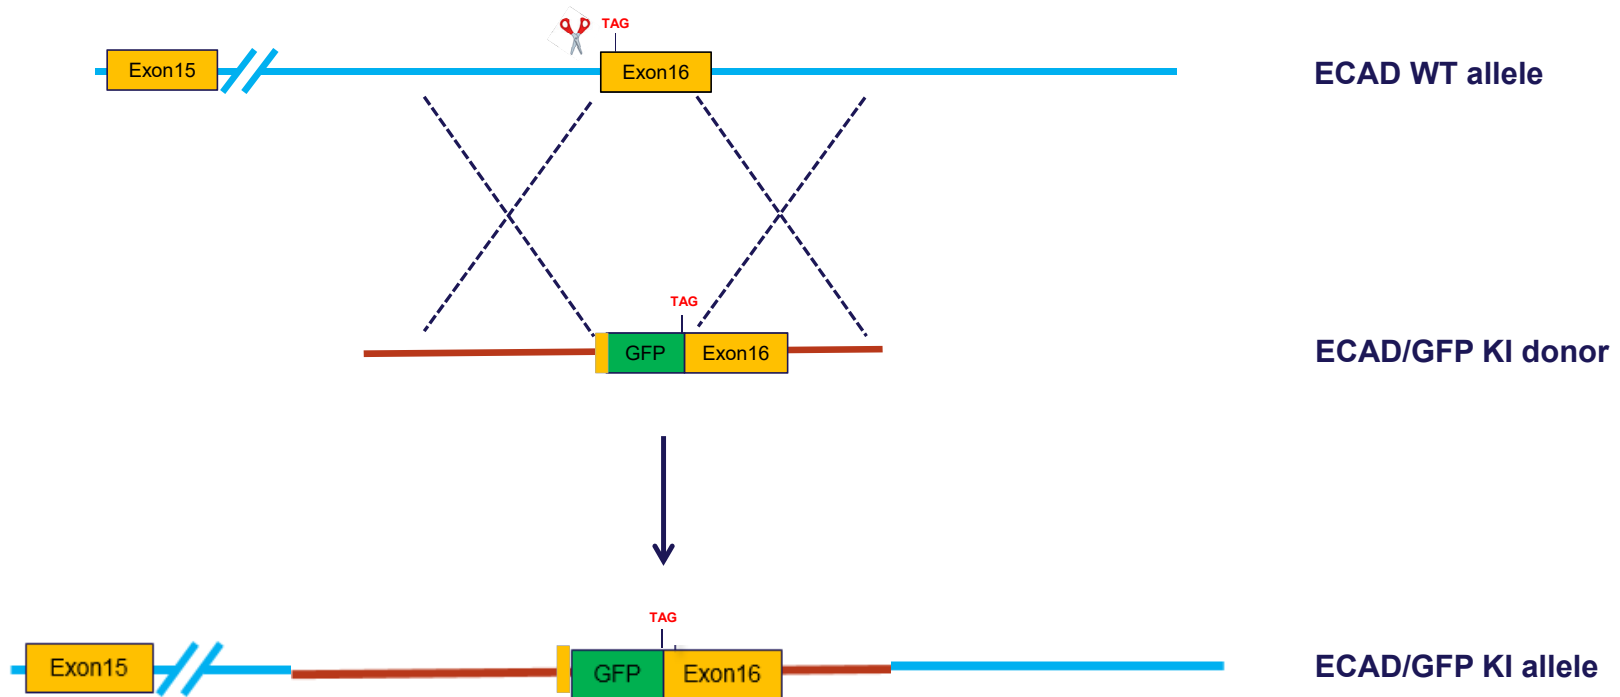 TAG
Exon15
Exon16
ECAD WT allele
TAG
GFP
Exon16
ECAD/GFP KI donor
TAG
Exon15
GFP
Exon16
ECAD/GFP KI allele